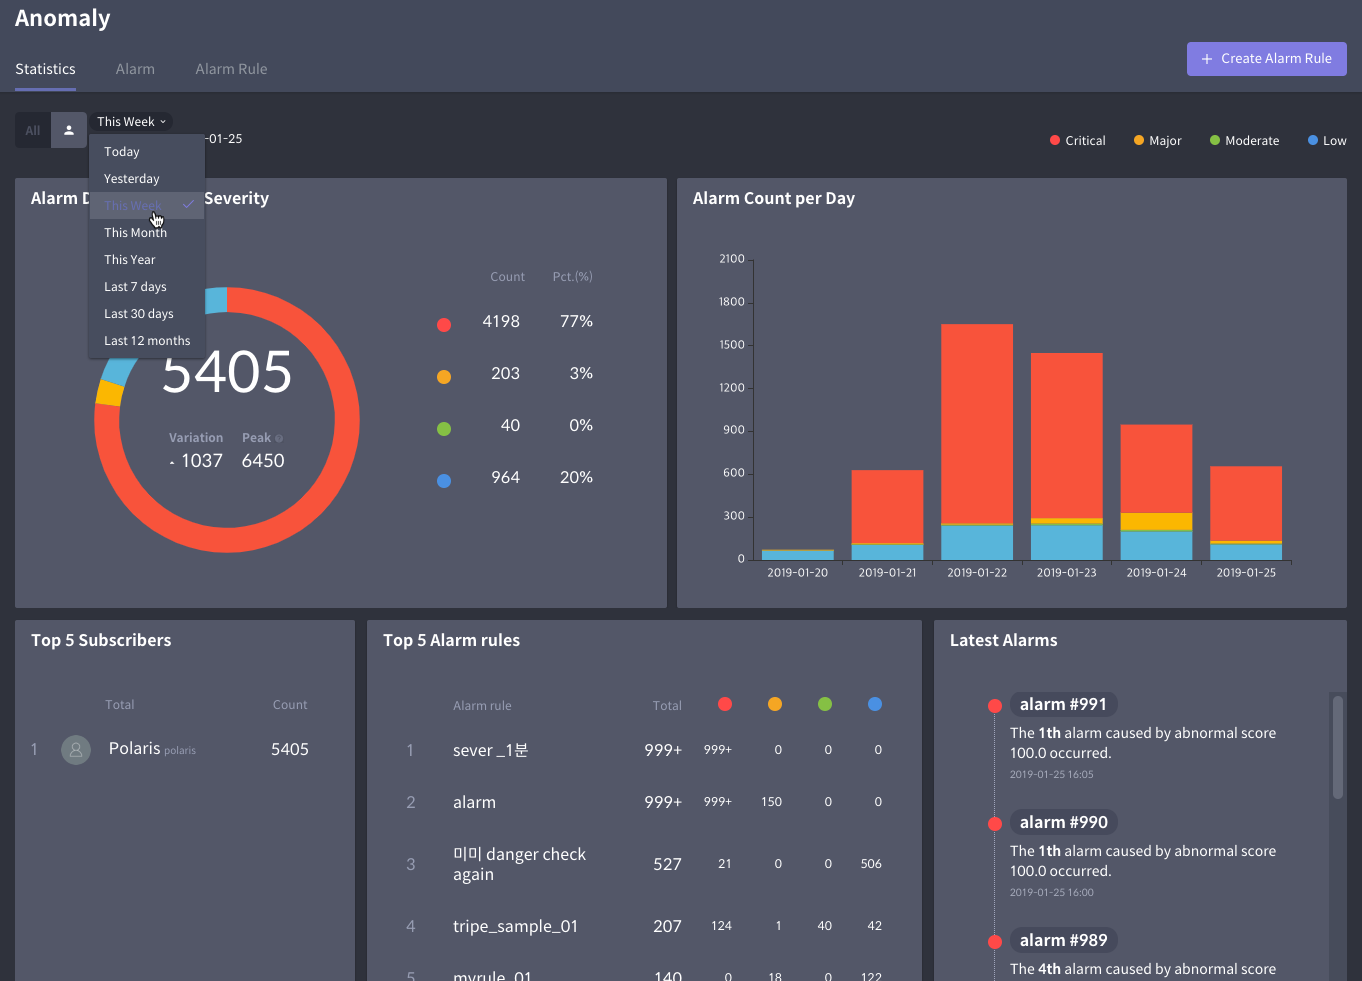 Anomaly
Statistics
Alarm
Alarm Rule
+ Create Alarm Rule
All
This Week
-01-25
Today
Yesterday
This Week
This Month
This Year
Last 7 days
Last 30 days
Last 12 months
Critical
Major
Moderate
Low
Alarm D
Severity
Count Pct.(%)
4198 77%
203 3%
40 0%
964 20%
5405
Variation Peak
1037 6450
Alarm Count per Day
2100
1800
1500
1200
900
600
300
0
2019-01-20 2019-01-21 2019-01-22 2019-01-23 2019-01-24 2019-01-25
Top 5 Subscribers
Total Count
1 Polaris polaris 5405
Top 5 Alarm rules
Alarm rule Total
1 sever _1분 999+ 999+ 0 0 0
2 alarm 999+ 999+ 150 0 0
3 미미 danger check
again 527 21 0 0 506
4 tripe_sample_01 207 124 1 40 42
5 myrule_01 140 0 18 0 122
Latest Alarms
alarm #991
The 1th alarm caused by abnormal score
100.0 occurred.
2019-01-25 16:05
alarm #990
The 1th alarm caused by abnormal score
100.0 occurred.
2019-01-25 16:00
alarm #989
The 4th alarm caused by abnormal score